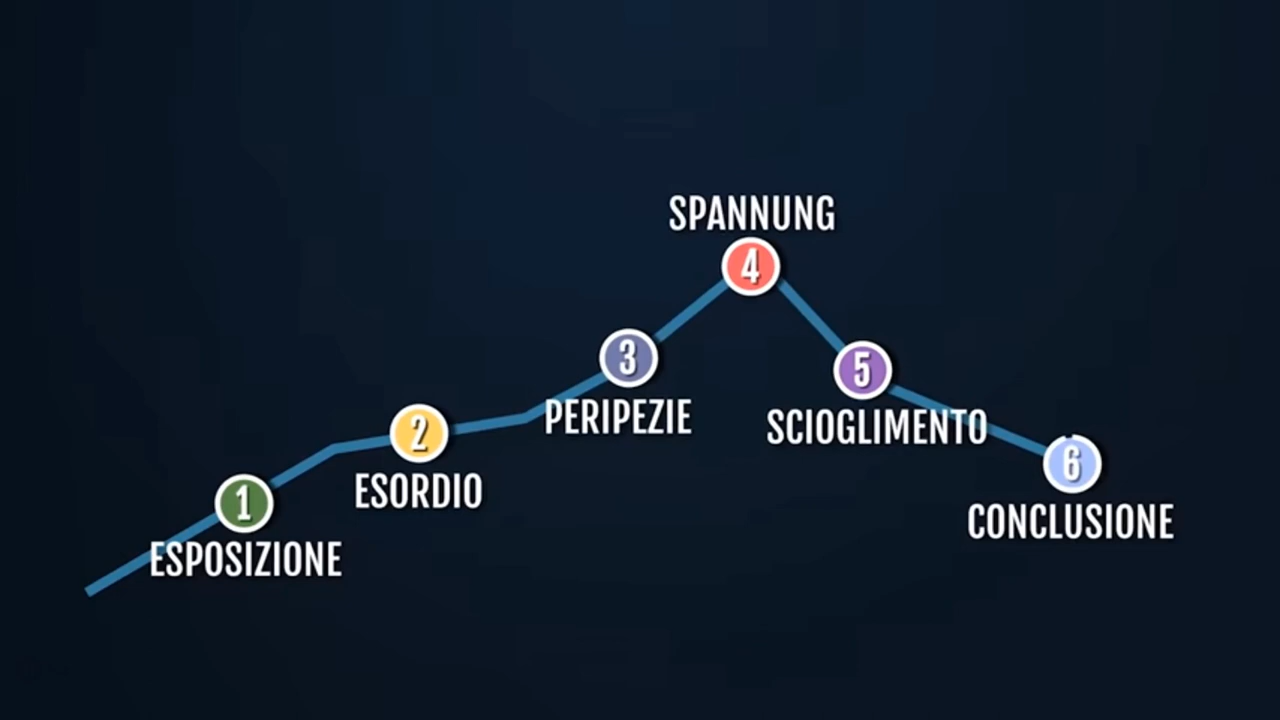 1
ESPOSIZIONE
2
ESORDIO
3
PERIPEZIE
SPANNUNG
4
5
SCIOGLIMENTO
6
CONCLUSIONE